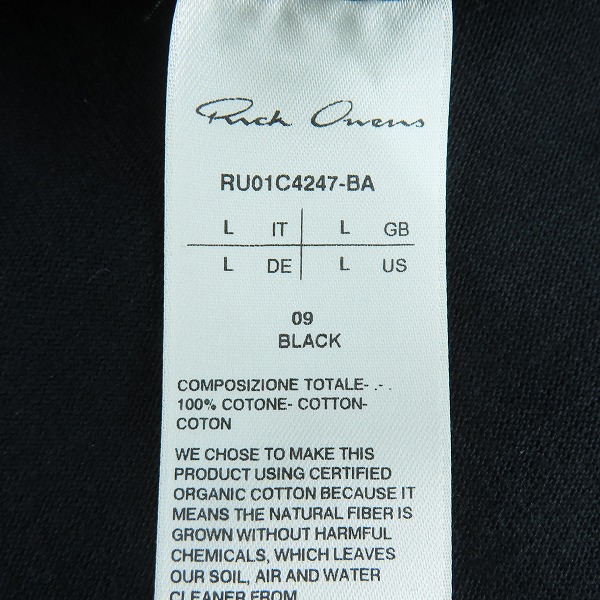 Rick Owens
RU01C4247-BA
L IT L GB
L DE L US
09
BLACK
COMPOSIZIONE TOTALE- .- .
100% COTONE- COTTON-
COTON
WE CHOSE TO MAKE THIS
PRODUCT USING CERTIFIED
ORGANIC COTTON BECAUSE IT
MEANS THE NATURAL FIBER IS
GROWN WITHOUT HARMFUL
CHEMICALS, WHICH LEAVES
OUR SOIL, AIR AND WATER
CLEANER FROM